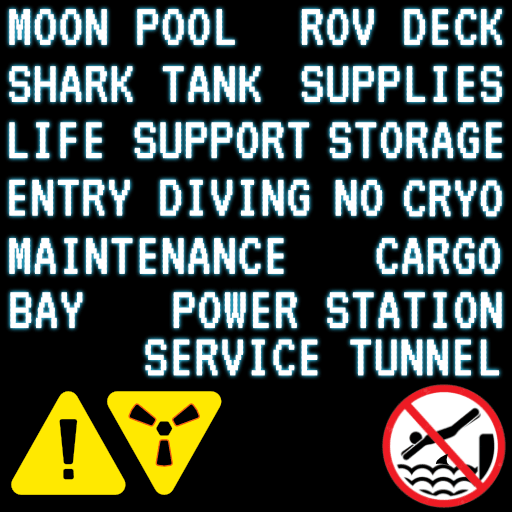 MOON POOL ROV DECK
SHARK TANK SUPPLIES
LIFE SUPPORT STORAGE
ENTRY DIVING NO CRYO
MAINTENANCE CARGO
BAY POWER STATION
SERVICE TUNNEL
!